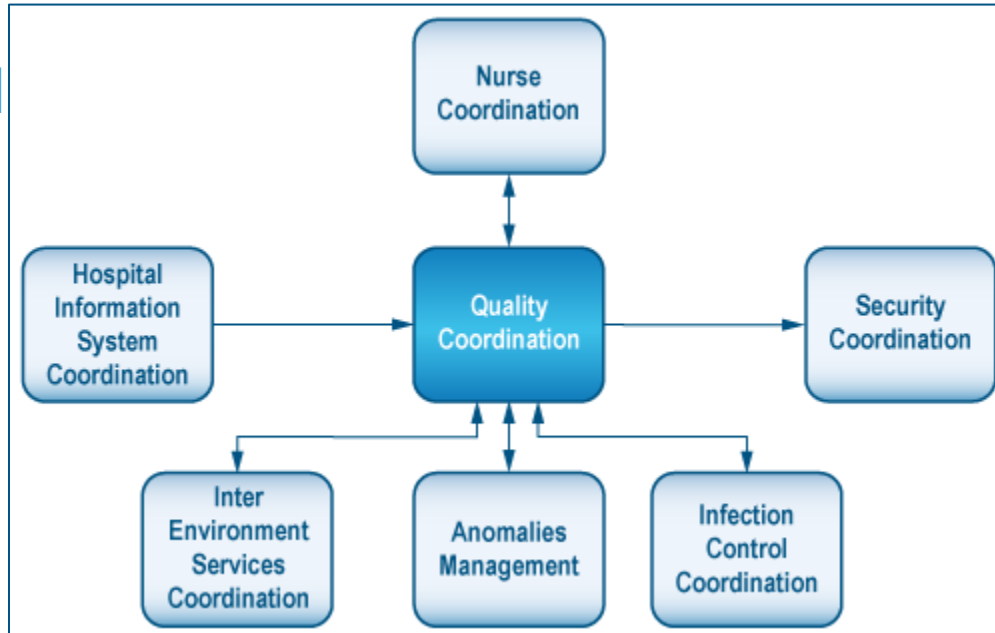 Nurse
Coordination
Hospital
Information
System
Coordination
Quality
Coordination
Security
Coordination
Inter
Environment
Services
Coordination
Anomalies
Management
Infection
Control
Coordination